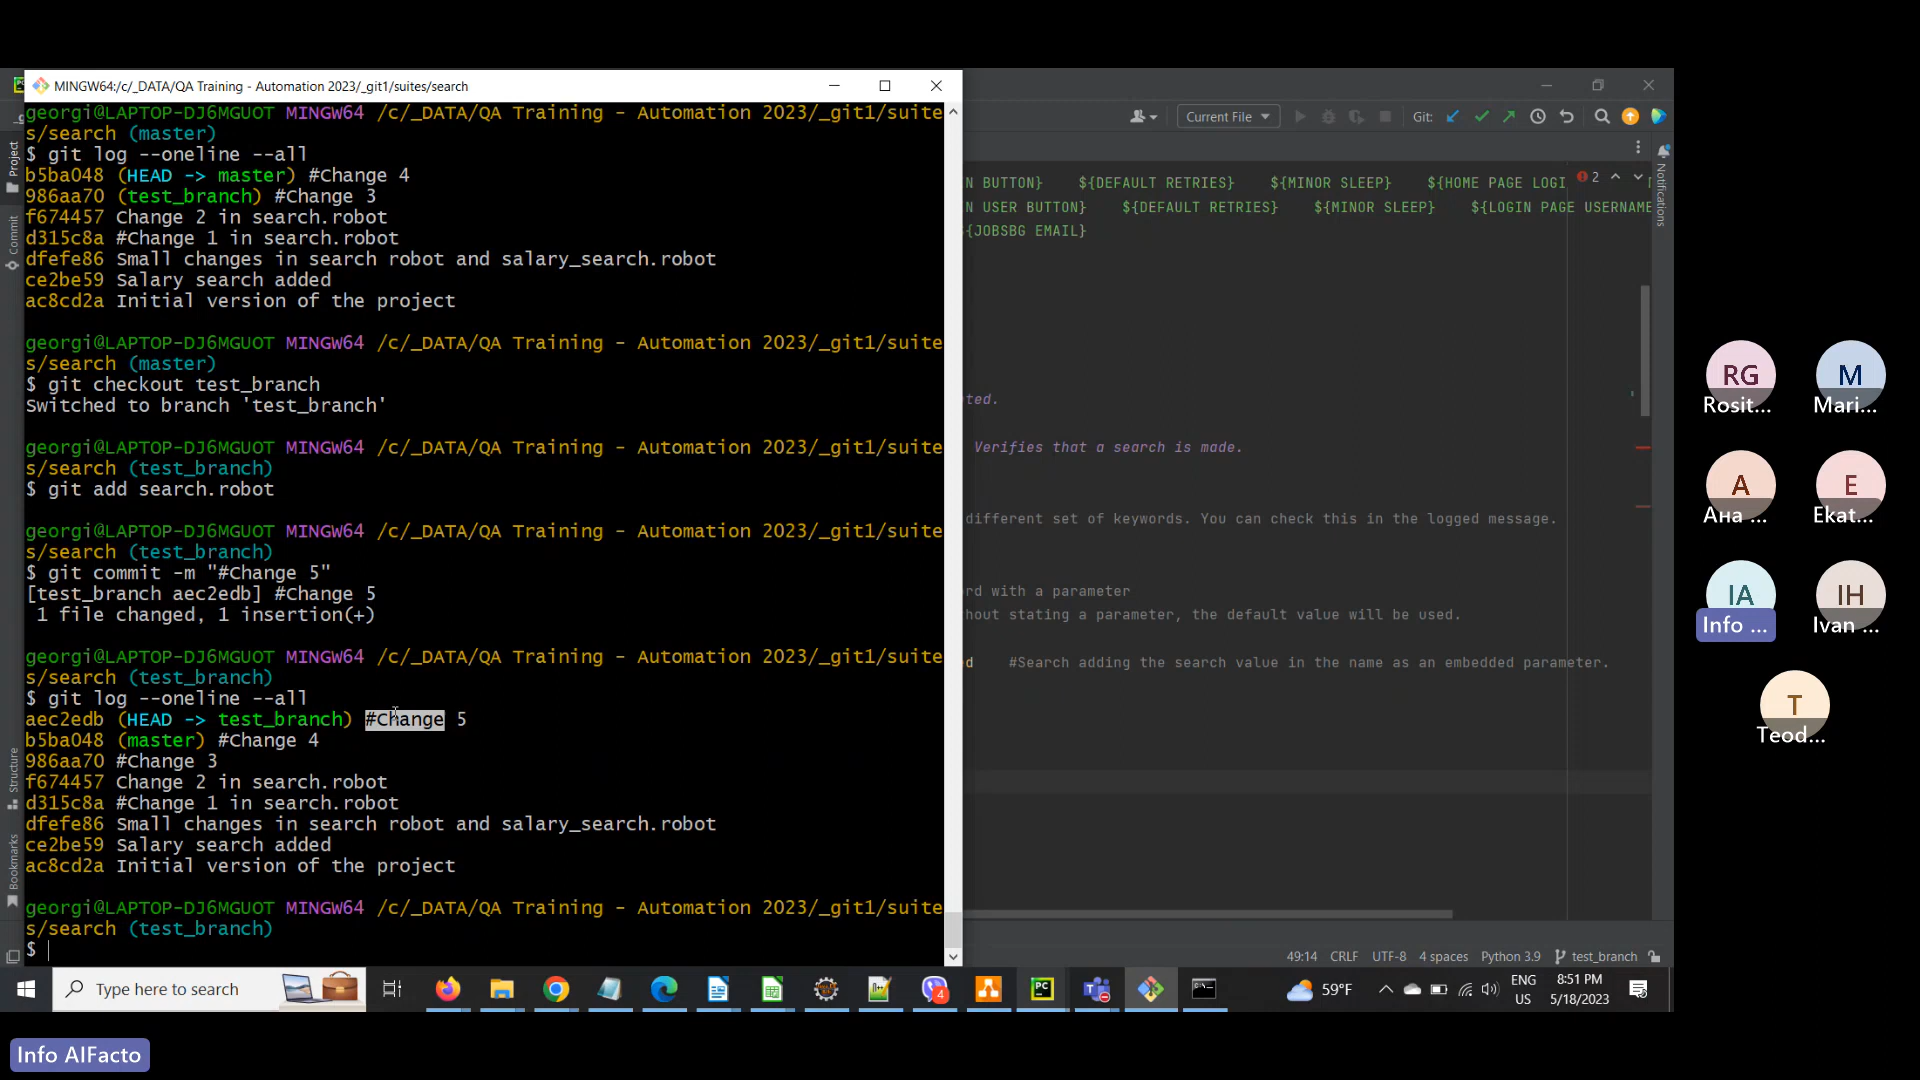 MINGW64:/c/_DATA/QA Training - Automation 2023/_git1/suites/search
georgi@LAPTOP-DJ6MGUOT MINGW64 /c/_DATA/QA Training - Automation 2023/_git1/suite
s/search (master)
$ git log --oneline --all
b5ba048 (HEAD -> master) #Change 4
986aa70 (test_branch) #Change 3
f674457 Change 2 in search.robot
d315c8a #Change 1 in search.robot
dfefe86 Small changes in search robot and salary_search.robot
ce2be59 Salary search added
ac8cd2a Initial version of the project
georgi@LAPTOP-DJ6MGUOT MINGW64 /c/_DATA/QA Training - Automation 2023/_git1/suite
s/search (master)
$ git checkout test_branch
Switched to branch 'test_branch'
georgi@LAPTOP-DJ6MGUOT MINGW64 /c/_DATA/QA Training - Automation 2023/_git1/suite
s/search (test_branch)
$ git add search.robot
georgi@LAPTOP-DJ6MGUOT MINGW64 /c/_DATA/QA Training - Automation 2023/_git1/suite
s/search (test_branch)
$ git commit -m "#Change 5"
[test_branch aec2edb] #Change 5
1 file changed, 1 insertion(+)
georgi@LAPTOP-DJ6MGUOT MINGW64 /c/_DATA/QA Training - Automation 2023/_git1/suite
s/search (test_branch)
$ git log --oneline --all
aec2edb (HEAD -> test_branch) #Change 5
b5ba048 (master) #Change 4
986aa70 #Change 3
f674457 Change 2 in search.robot
d315c8a #Change 1 in search.robot
dfefe86 Small changes in search robot and salary_search.robot
ce2be59 Salary search added
ac8cd2a Initial version of the project
georgi@LAPTOP-DJ6MGUOT MINGW64 /c/_DATA/QA Training - Automation 2023/_git1/suite
s/search (test_branch)
$
Project
Commit
Structure
Bookmarks
Current File
Git:
Notifications
2
N BUTTON} ${DEFAULT RETRIES} ${MINOR SLEEP} ${HOME PAGE LOGI
N USER BUTTON} ${DEFAULT RETRIES} ${MINOR SLEEP} ${LOGIN PAGE USERNAME
{JOBSBG EMAIL}
ted.
Verifies that a search is made.
different set of keywords. You can check this in the logged message.
rd with a parameter
hout stating a parameter, the default value will be used.
ed #Search adding the search value in the name as an embedded parameter.
49:14 CRLF UTF-8 4 spaces Python 3.9 test_branch
Type here to search
PC
4
59°F
ENG
US
8:51 PM
5/18/2023
RG
Rosit...
M
Mari...
A
Ана ...
E
Ekat...
IA
Info ...
IH
Ivan ...
T
Teod...
Info AIFacto